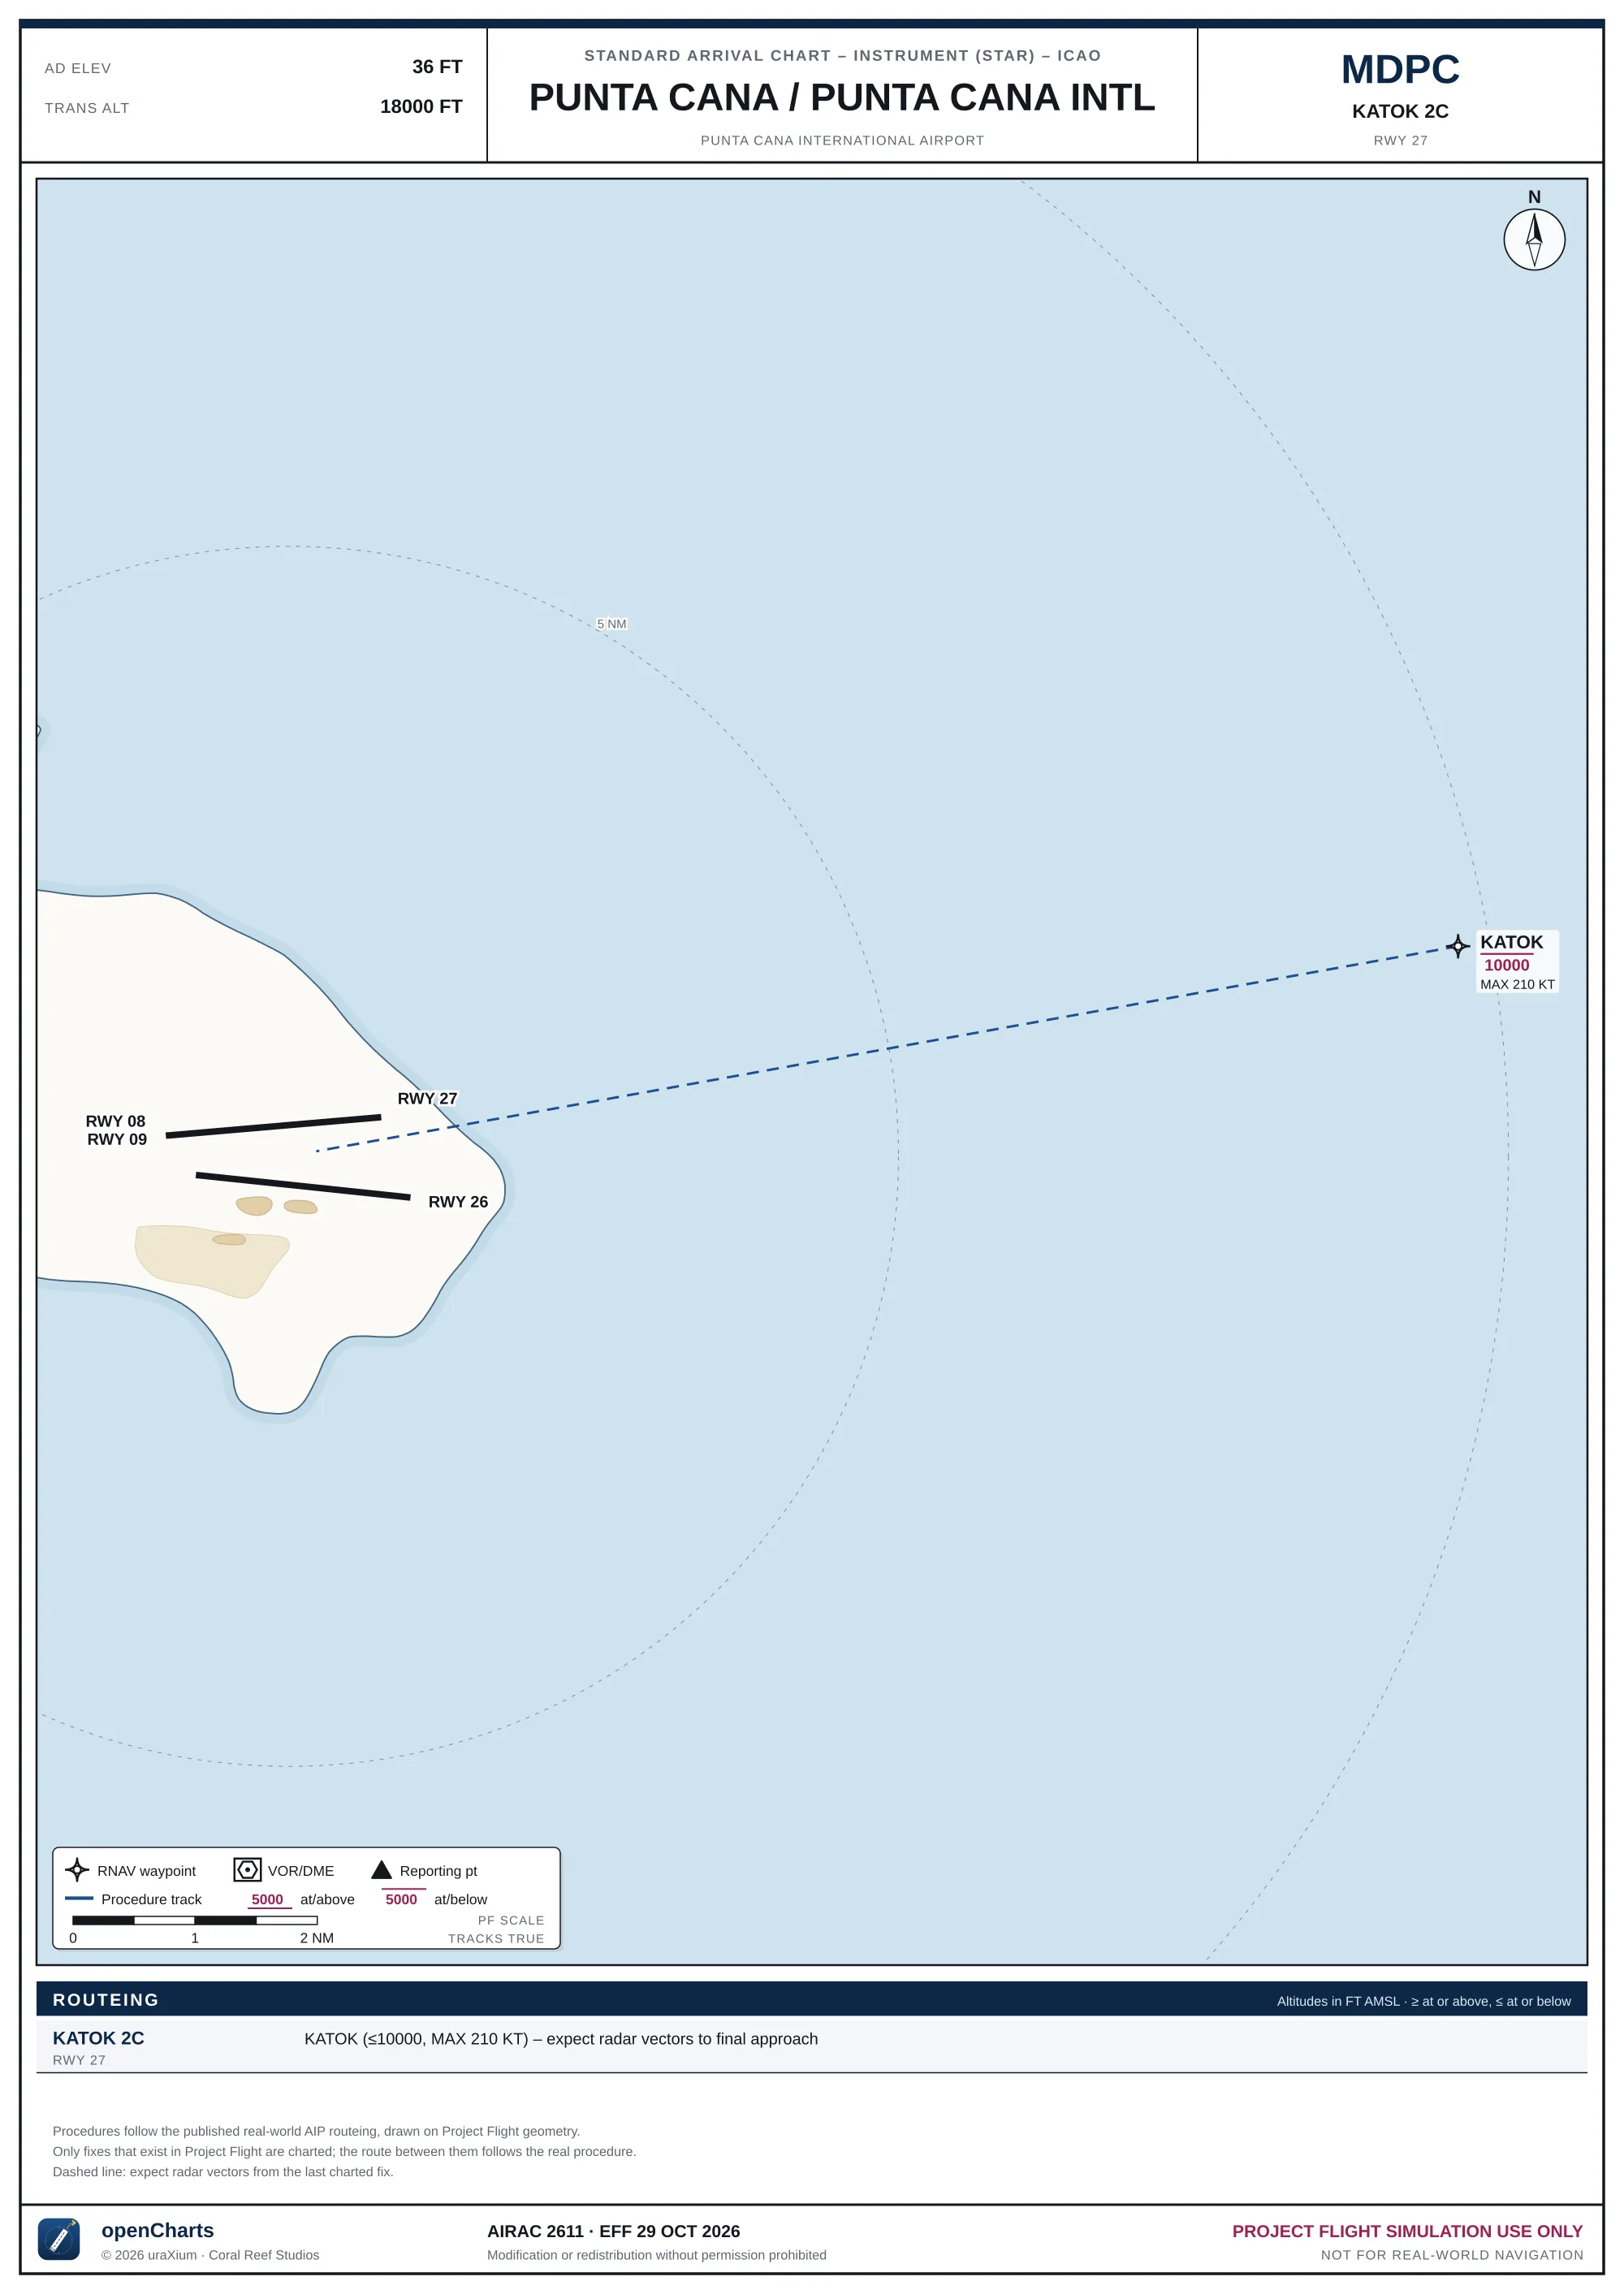 AD ELEV 36 FT
TRANS ALT 18000 FT
STANDARD ARRIVAL CHART – INSTRUMENT (STAR) – ICAO
PUNTA CANA / PUNTA CANA INTL
PUNTA CANA INTERNATIONAL AIRPORT
MDPC
KATOK 2C
RWY 27
N
5 NM
KATOK
10000
MAX 210 KT
RWY 27
RWY 08
RWY 09
RWY 26
RNAV waypoint VOR/DME Reporting pt
Procedure track 5000 at/above 5000 at/below
PF SCALE
0 1 2 NM TRACKS TRUE
ROUTEING Altitudes in FT AMSL · ≥ at or above, ≤ at or below
KATOK 2C KATOK (≤10000, MAX 210 KT) – expect radar vectors to final approach
RWY 27
Procedures follow the published real-world AIP routeing, drawn on Project Flight geometry.
Only fixes that exist in Project Flight are charted; the route between them follows the real procedure.
Dashed line: expect radar vectors from the last charted fix.
openCharts AIRAC 2611 · EFF 29 OCT 2026 PROJECT FLIGHT SIMULATION USE ONLY
© 2026 uraXium · Coral Reef Studios Modification or redistribution without permission prohibited NOT FOR REAL-WORLD NAVIGATION